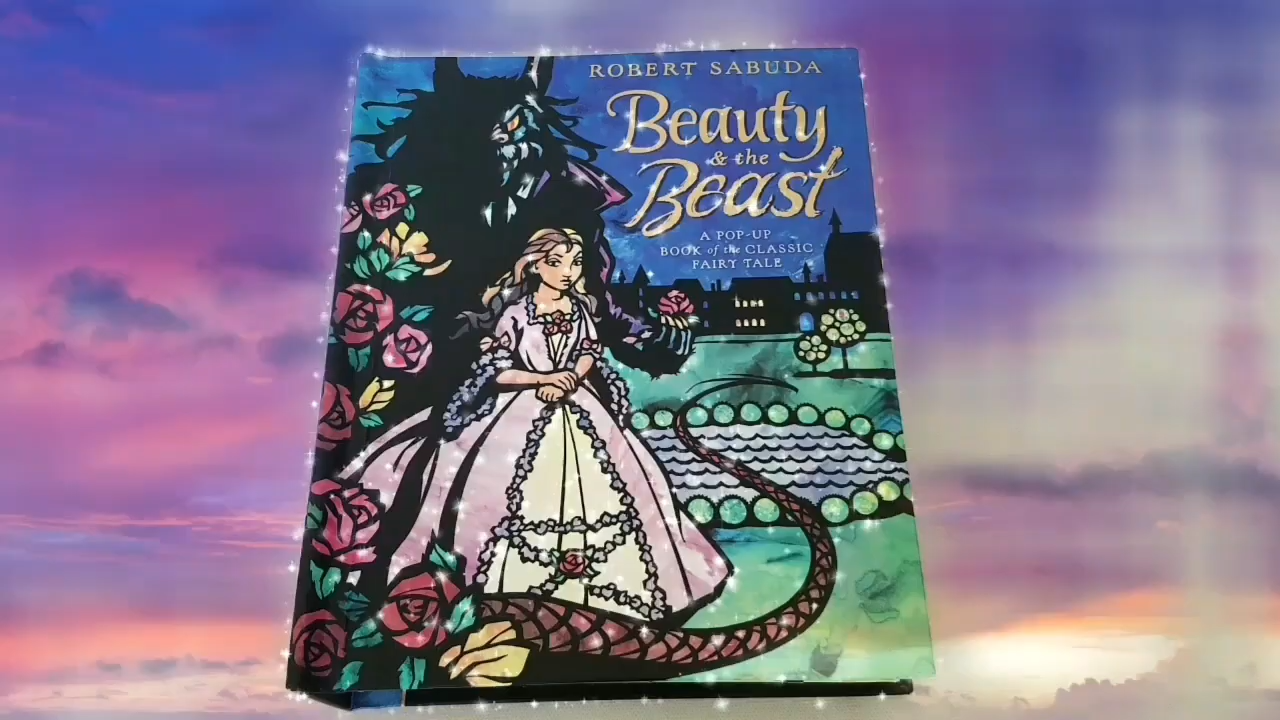 ROBERT SABUDA
Beauty
& the
Beast
A POP-UP
BOOK of the CLASSIC
FAIRY TALE